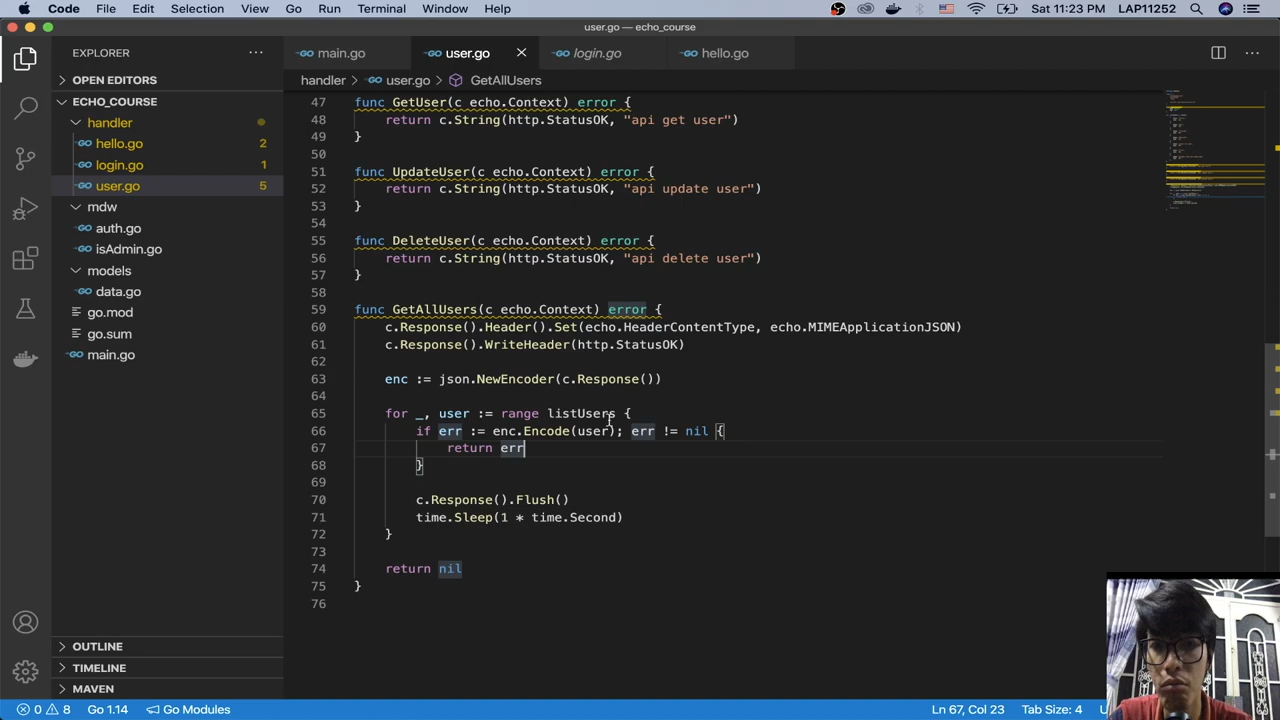 Code File Edit Selection View Go Run Terminal Window Help Sat 11:23 PM LAP11252
user.go — echo_course
EXPLORER
main.go user.go login.go hello.go
OPEN EDITORS
handler > user.go > GetAllUsers
ECHO_COURSE
handler
hello.go 2
login.go 1
user.go 5
mdw
auth.go
isAdmin.go
models
data.go
go.mod
go.sum
main.go
OUTLINE
TIMELINE
MAVEN
47 func GetUser(c echo.Context) error {
48 return c.String(http.StatusOK, "api get user")
49 }
50
51 func UpdateUser(c echo.Context) error {
52 return c.String(http.StatusOK, "api update user")
53 }
54
55 func DeleteUser(c echo.Context) error {
56 return c.String(http.StatusOK, "api delete user")
57 }
58
59 func GetAllUsers(c echo.Context) error {
60 c.Response().Header().Set(echo.HeaderContentType, echo.MIMEApplicationJSON)
61 c.Response().WriteHeader(http.StatusOK)
62
63 enc := json.NewEncoder(c.Response())
64
65 for _, user := range listUsers {
66 if err := enc.Encode(user); err != nil {
67 return err
68 }
69
70 c.Response().Flush()
71 time.Sleep(1 * time.Second)
72 }
73
74 return nil
75 }
76
0 8 Go 1.14 Go Modules Ln 67, Col 23 Tab Size: 4